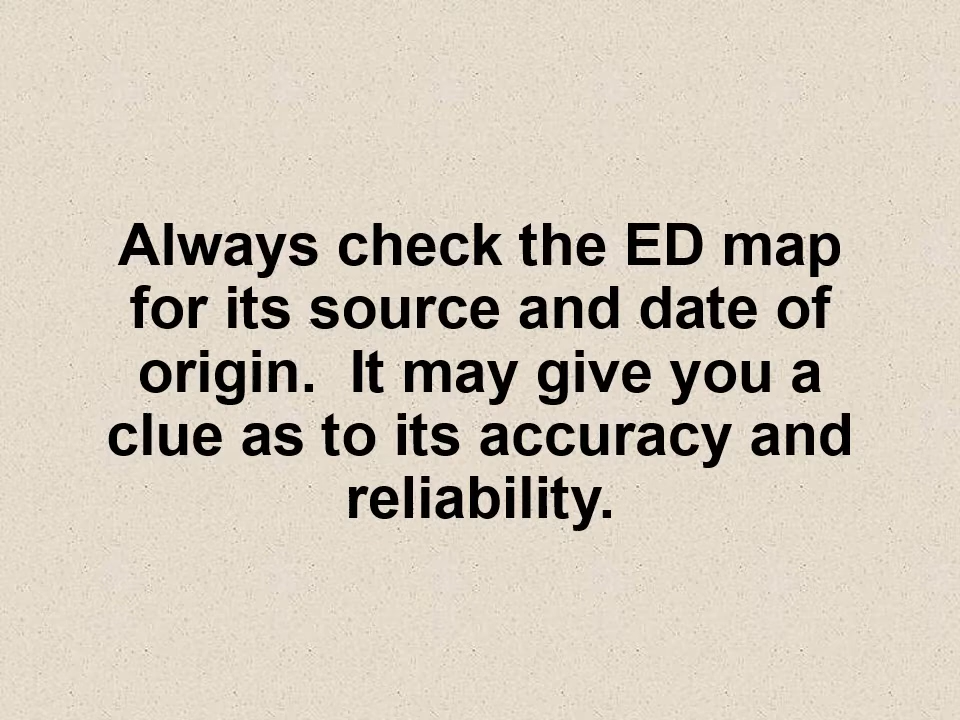 Always check the ED map
for its source and date of
origin.  It may give you a
clue as to its accuracy and
reliability.